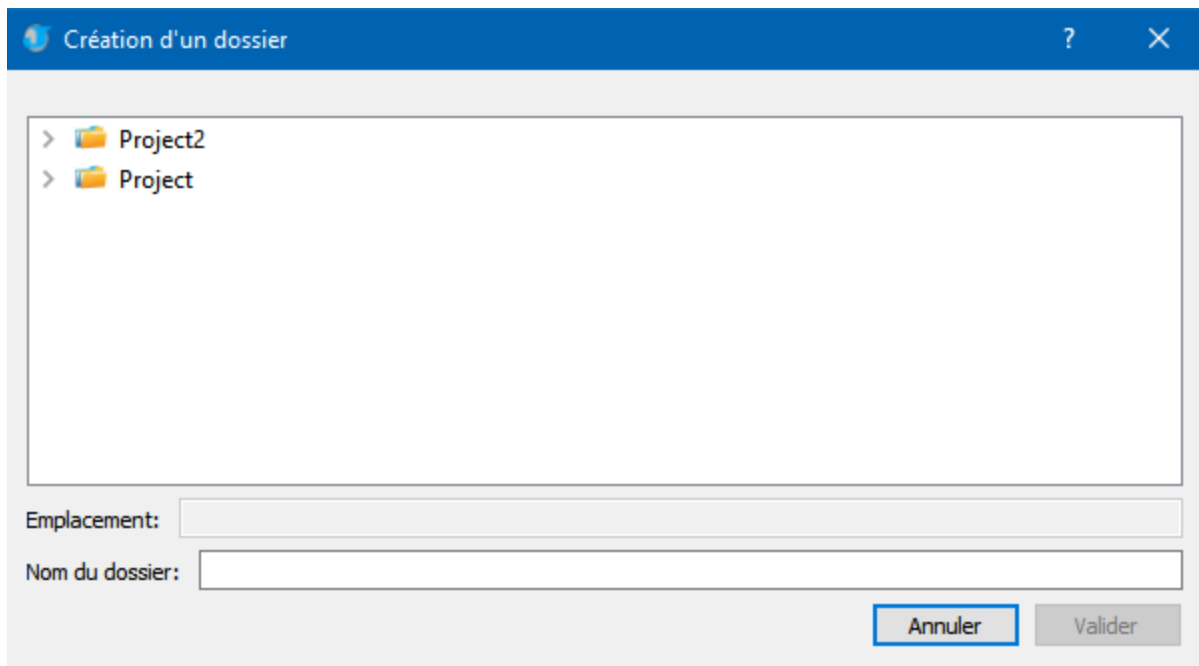 Création d'un dossier ?
Project2
Project
Emplacement:
Nom du dossier:
Annuler Valider